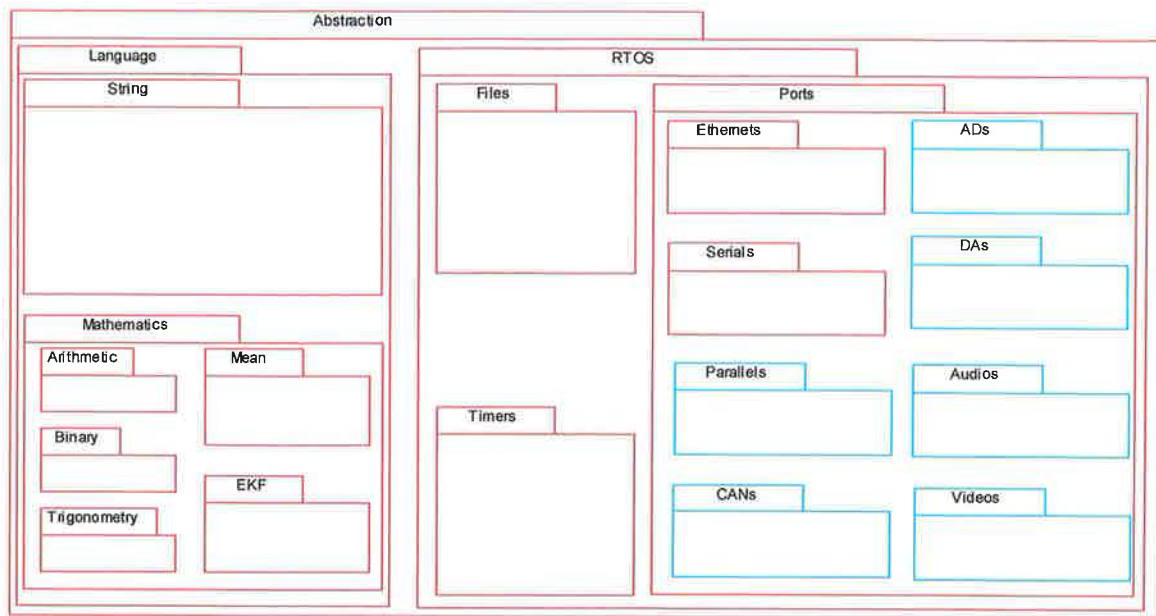 Abstraction
Language
RTOS
String
Files
Ports
Ethernets
ADs
Serials
DAs
Mathematics
Arithmetic
Mean
Parallels
Audios
Timers
Binary
EKF
CANs
Videos
Trigonometry